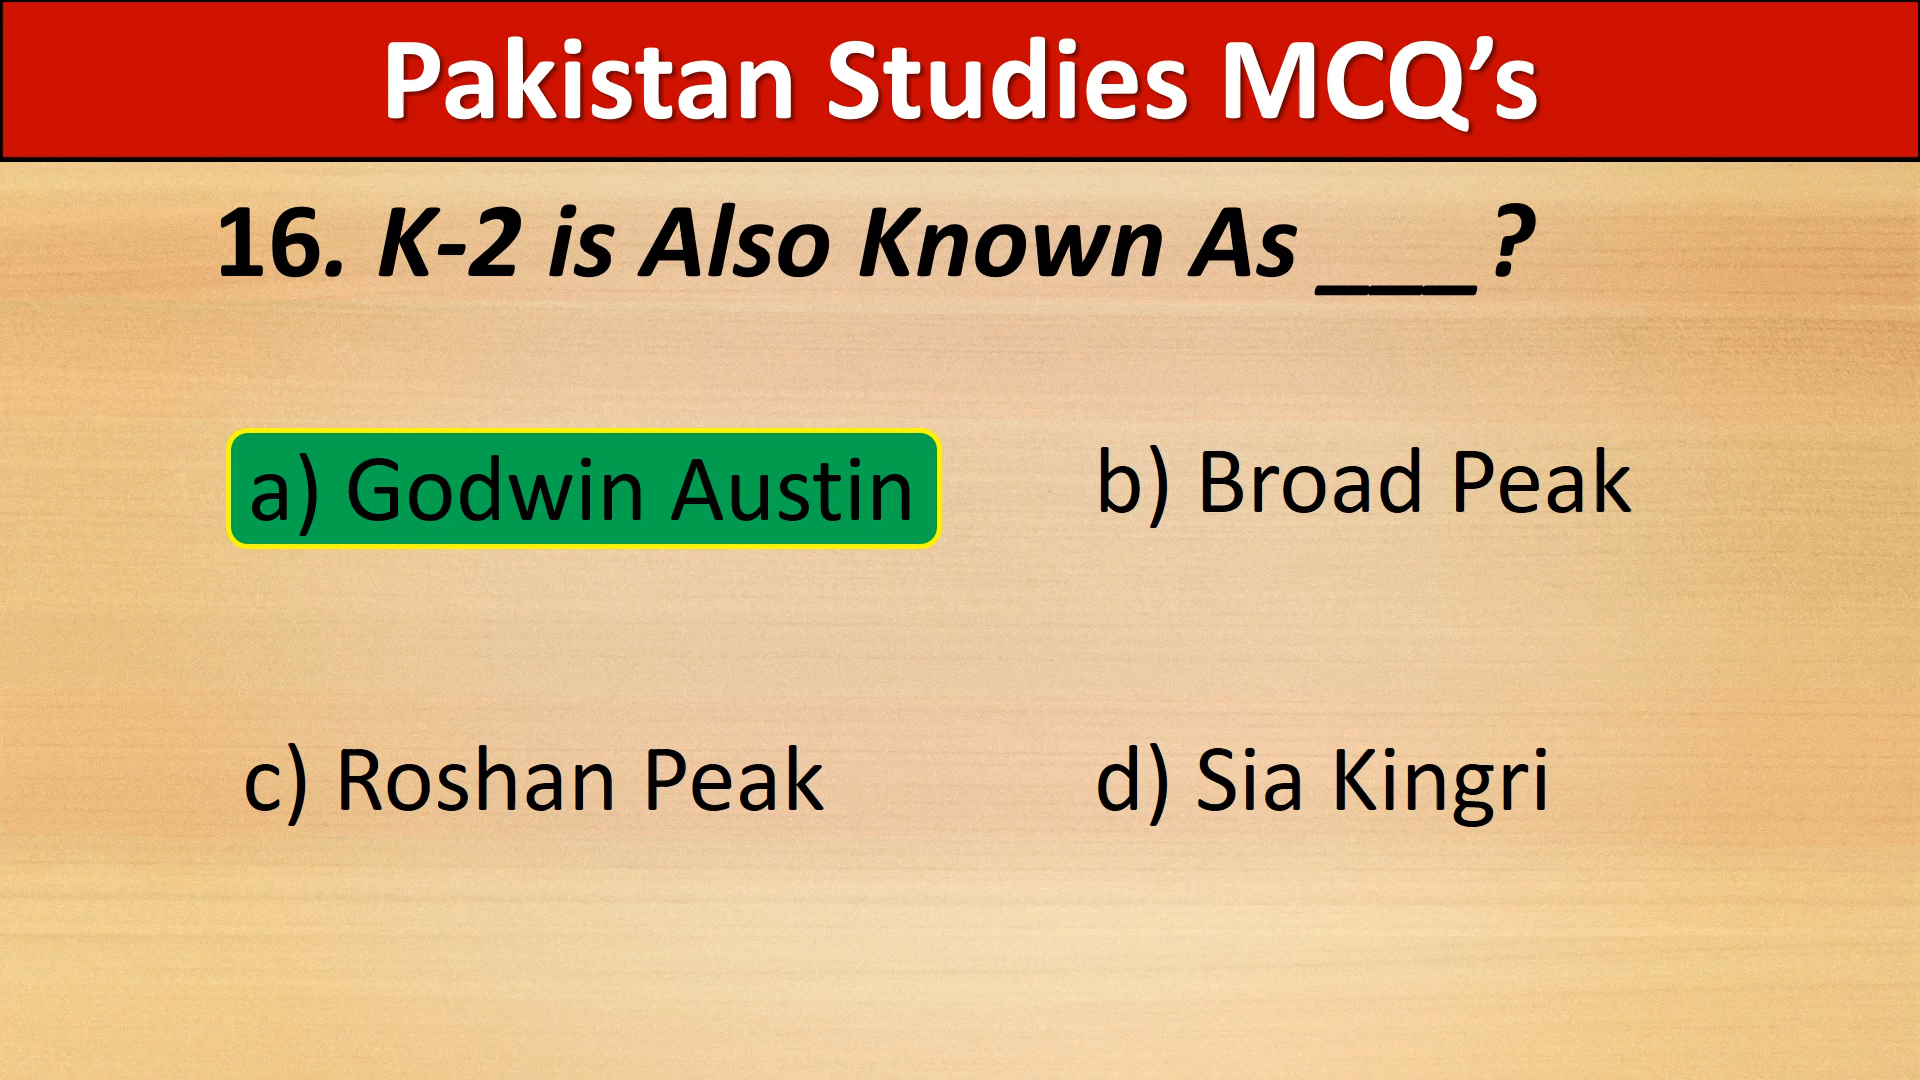 Pakistan Studies MCQ’s
16. K-2 is Also Known As ___?
a) Godwin Austin
b) Broad Peak
c) Roshan Peak
d) Sia Kingri